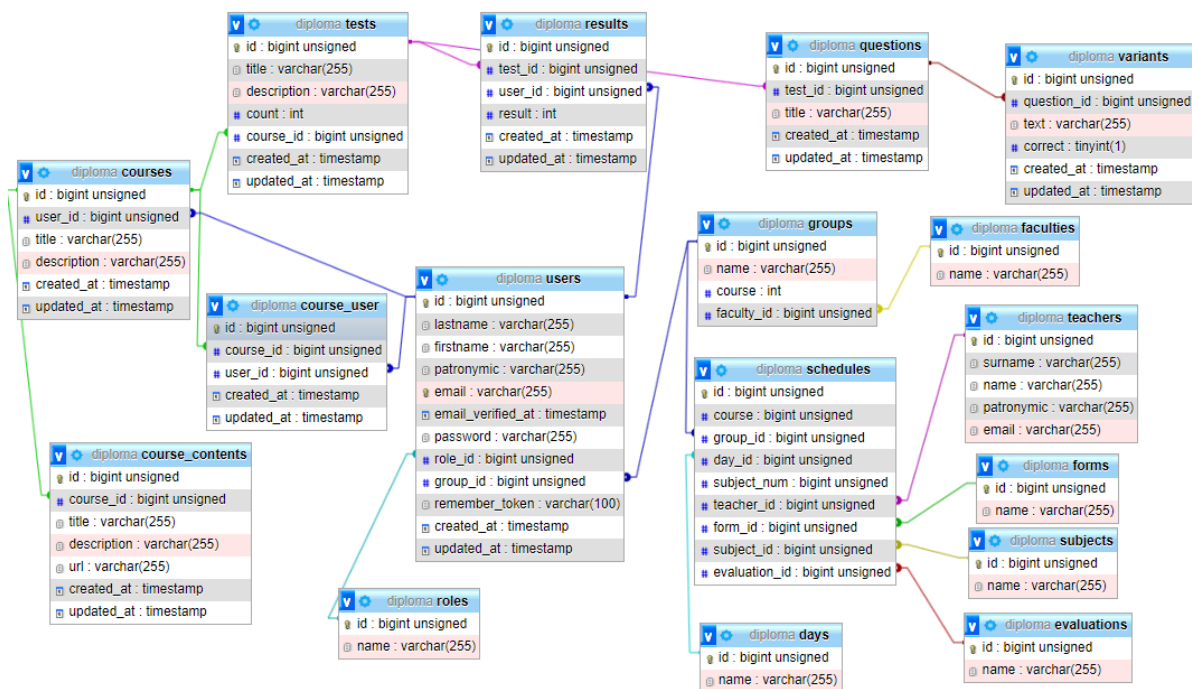 diploma tests
id : bigint unsigned
title : varchar(255)
description : varchar(255)
count : int
course_id : bigint unsigned
created_at : timestamp
updated_at : timestamp
diploma results
id : bigint unsigned
test_id : bigint unsigned
user_id : bigint unsigned
result : int
created_at : timestamp
updated_at : timestamp
diploma questions
id : bigint unsigned
test_id : bigint unsigned
title : varchar(255)
created_at : timestamp
updated_at : timestamp
diploma variants
id : bigint unsigned
question_id : bigint unsigned
text : varchar(255)
correct : tinyint(1)
created_at : timestamp
updated_at : timestamp
diploma courses
id : bigint unsigned
user_id : bigint unsigned
title : varchar(255)
description : varchar(255)
created_at : timestamp
updated_at : timestamp
diploma course_user
id : bigint unsigned
course_id : bigint unsigned
user_id : bigint unsigned
created_at : timestamp
updated_at : timestamp
diploma users
id : bigint unsigned
lastname : varchar(255)
firstname : varchar(255)
patronymic : varchar(255)
email : varchar(255)
email_verified_at : timestamp
password : varchar(255)
role_id : bigint unsigned
group_id : bigint unsigned
remember_token : varchar(100)
created_at : timestamp
updated_at : timestamp
diploma groups
id : bigint unsigned
name : varchar(255)
course : int
faculty_id : bigint unsigned
diploma faculties
id : bigint unsigned
name : varchar(255)
diploma teachers
id : bigint unsigned
surname : varchar(255)
name : varchar(255)
patronymic : varchar(255)
email : varchar(255)
diploma schedules
id : bigint unsigned
course : bigint unsigned
group_id : bigint unsigned
day_id : bigint unsigned
subject_num : bigint unsigned
teacher_id : bigint unsigned
form_id : bigint unsigned
subject_id : bigint unsigned
evaluation_id : bigint unsigned
diploma course_contents
id : bigint unsigned
course_id : bigint unsigned
title : varchar(255)
description : varchar(255)
url : varchar(255)
created_at : timestamp
updated_at : timestamp
diploma forms
id : bigint unsigned
name : varchar(255)
diploma subjects
id : bigint unsigned
name : varchar(255)
diploma roles
id : bigint unsigned
name : varchar(255)
diploma days
id : bigint unsigned
name : varchar(255)
diploma evaluations
id : bigint unsigned
name : varchar(255)